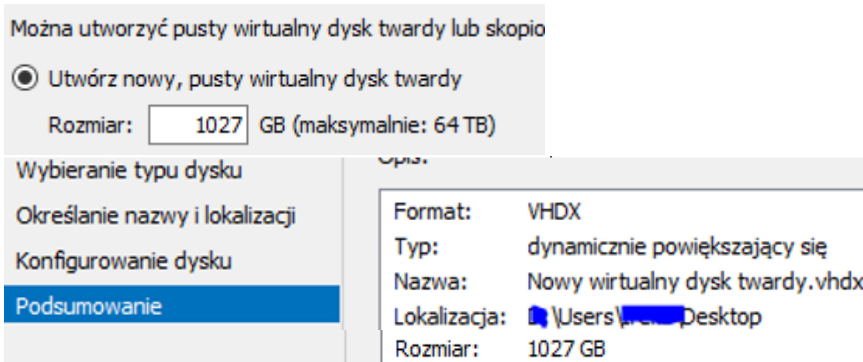 Można utworzyć pusty wirtualny dysk twardy lub skopio
Utwórz nowy, pusty wirtualny dysk twardy
Rozmiar: 1027 GB (maksymalnie: 64 TB)
Wybieranie typu dysku
Określanie nazwy i lokalizacji
Konfigurowanie dysku
Podsumowanie
Opis:
Format: VHDX
Typ: dynamicznie powiększający się
Nazwa: Nowy wirtualny dysk twardy.vhdx
Lokalizacja: \Users\ Desktop
Rozmiar: 1027 GB